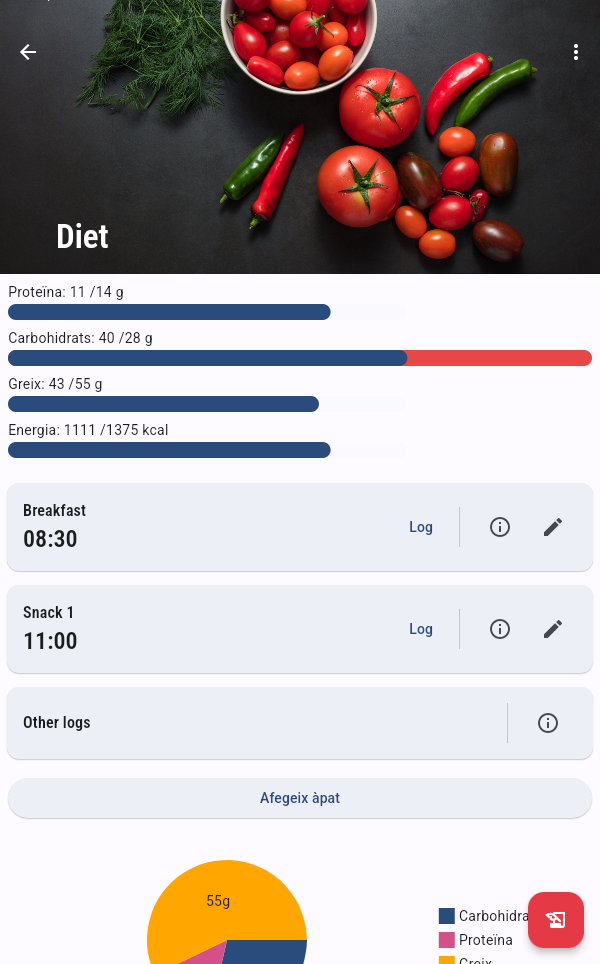 Diet
Proteïna: 11 /14 g
Carbohidrats: 40 /28 g
Greix: 43 /55 g
Energia: 1111 /1375 kcal
Breakfast
08:30
Log
Snack 1
11:00
Log
Other logs
Afegeix àpat
55g
Carbohidra
Proteïna
Greix